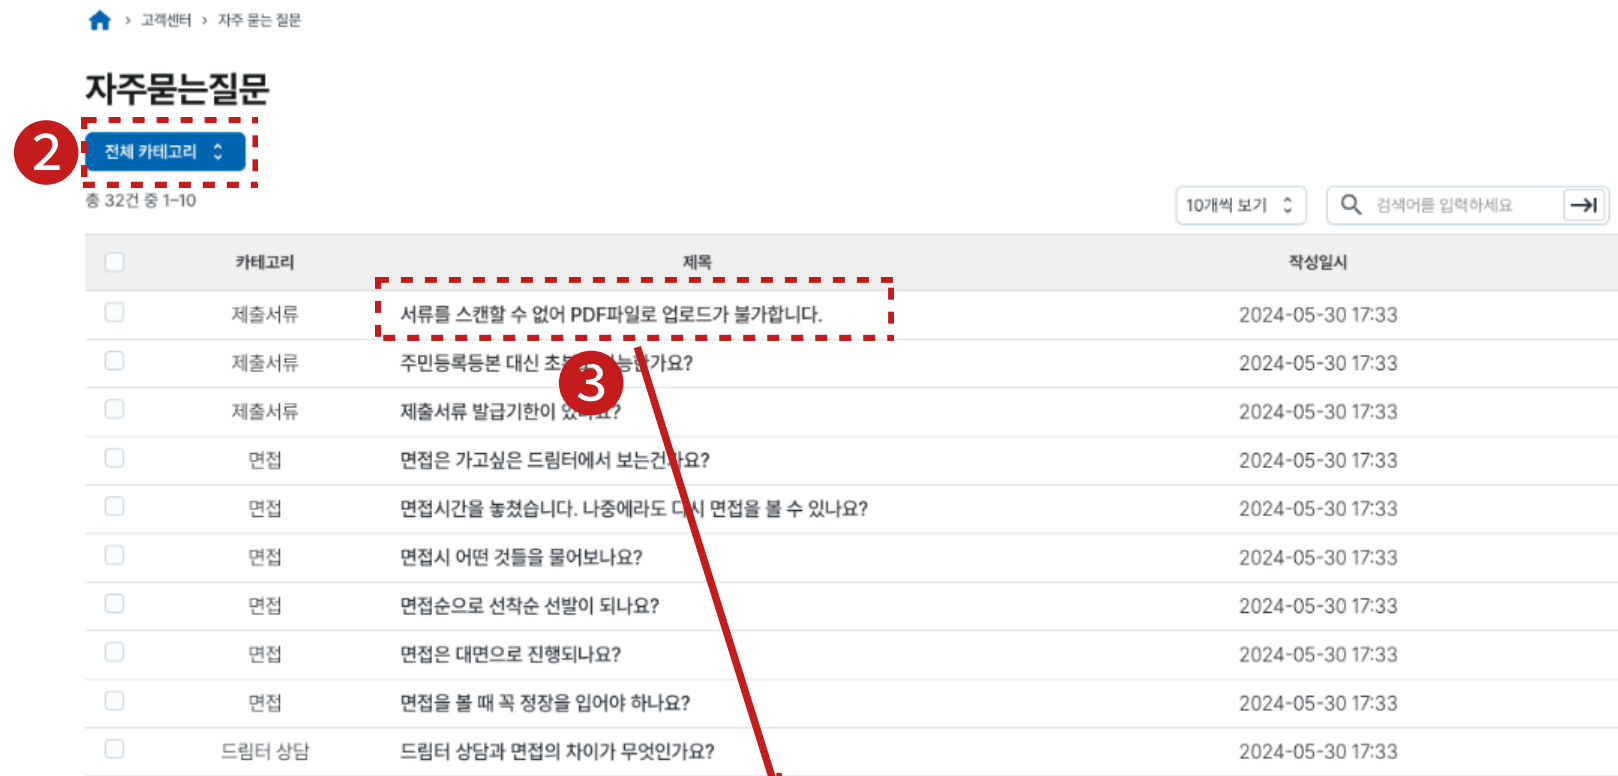 고객센터 > 자주 묻는 질문
자주묻는질문
2
전체 카테고리
총 32건 중 1-10
10개씩 보기 검색어를 입력하세요
카테고리 제목 작성일시
제출서류 서류를 스캔할 수 없어 PDF파일로 업로드가 불가합니다. 2024-05-30 17:33
3
제출서류 주민등록등본 대신 2024-05-30 17:33
제출서류 제출서류 발급기한이 2024-05-30 17:33
면접 면접은 가고싶은 드림터에서 2024-05-30 17:33
면접 면접시간을 놓쳤습니다. 나중에라도 다시 면접을 볼 수 있나요? 2024-05-30 17:33
면접 면접시 어떤 것들을 물어보나요? 2024-05-30 17:33
면접 면접순으로 선착순 선발이 되나요? 2024-05-30 17:33
면접 면접은 대면으로 진행되나요? 2024-05-30 17:33
면접 면접을 볼 때 꼭 정장을 입어야 하나요? 2024-05-30 17:33
드림터 상담 드림터 상담과 면접의 차이가 무엇인가요? 2024-05-30 17:33